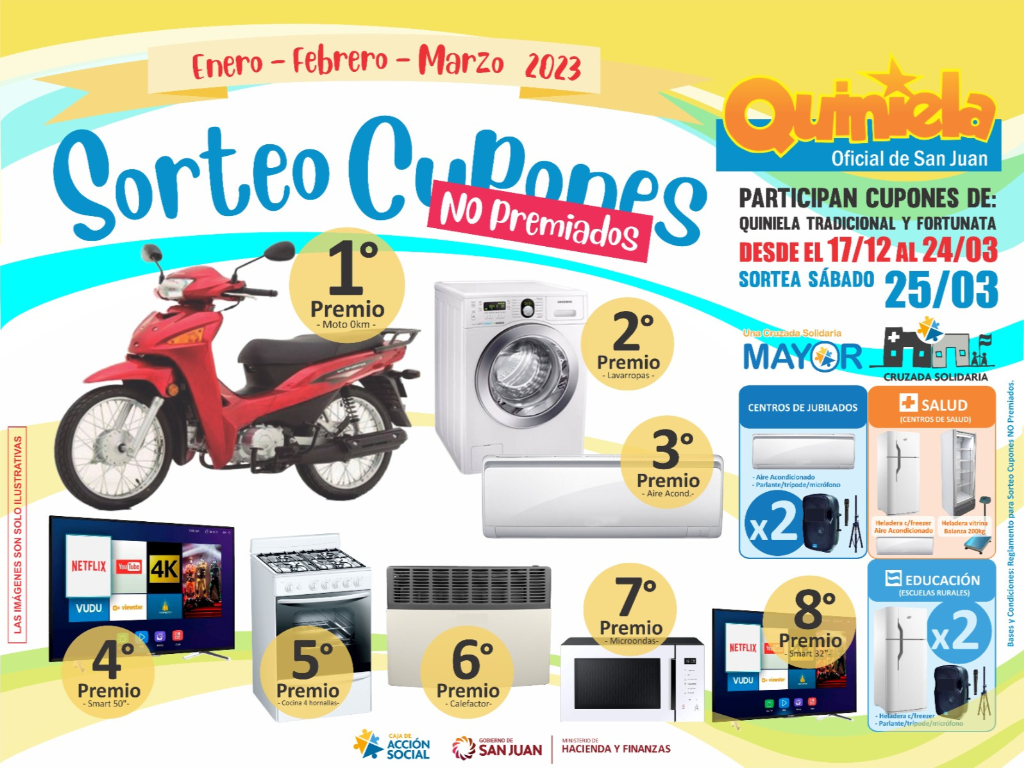 Enero - Febrero - Marzo 2023
Sorteo Cupones
NO Premiados
Quiniela
Oficial de San Juan
PARTICIPAN CUPONES DE:
QUINIELA TRADICIONAL Y FORTUNATA
DESDE EL 17/12 AL 24/03
SORTEA SÁBADO 25/03
Una Cruzada Solidaria
MAYOR
CRUZADA SOLIDARIA
1°
Premio
- Moto 0km -
2°
Premio
- Lavarropas -
3°
Premio
- Aire Acond.-
4°
Premio
- Smart 50"-
5°
Premio
- Cocina 4 hornalles-
6°
Premio
- Calefactor-
7°
Premio
- Microondas-
8°
Premio
- Smart 32"-
NETFLIX
YouTube
4K
VUDU
NETFLIX
VUDU
CENTROS DE JUBILADOS
- Aire Acondicionado
- Parlante/trípode/micrófono
x2
SALUD
(CENTROS DE SALUD)
Heladera c/freezer
Aire Acondicionado
Heladera vitrina
Balanza 200kg
EDUCACIÓN
(ESCUELAS RURALES)
x2
- Heladera c/freezer
- Parlante/trípode/micrófono
LAS IMÁGENES SON SOLO ILUSTRATIVAS
Bases y Condiciones: Reglamento para Sorteo Cupones NO Premiados.
CAJA DE
ACCIÓN
SOCIAL
GOBIERNO DE
SAN JUAN
MINISTERIO DE
HACIENDA Y FINANZAS